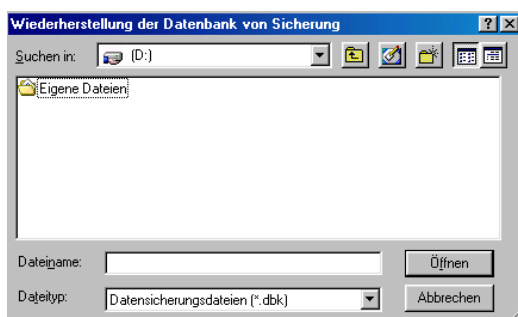 Wiederherstellung der Datenbank von Sicherung
Suchen in: (D:)
Eigene Dateien
Dateiname: Öffnen
Dateityp: Datensicherungsdateien (*.dbk) Abbrechen